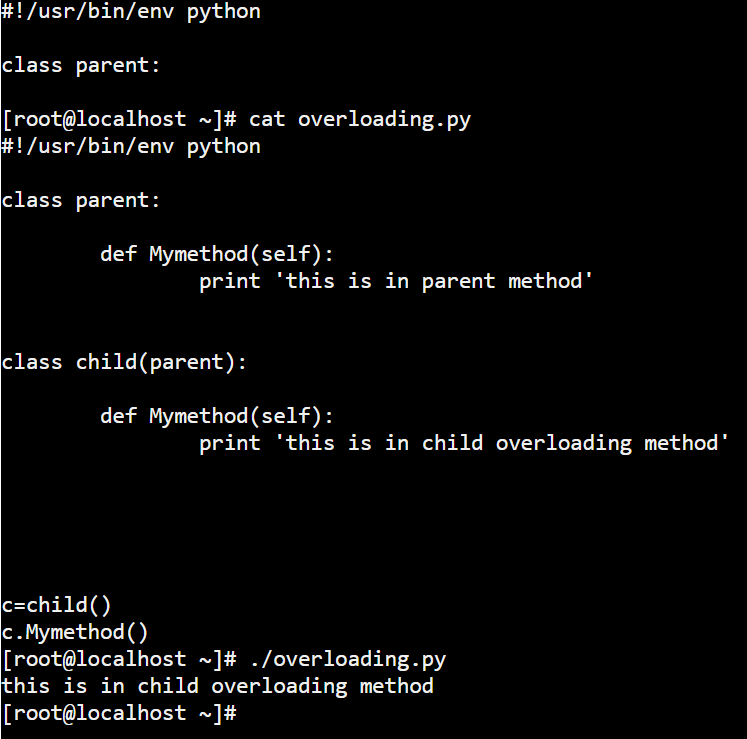 #!/usr/bin/env python
class parent:
[root@localhost ~]# cat overloading.py
#!/usr/bin/env python
class parent:
def Mymethod(self):
print 'this is in parent method'
class child(parent):
def Mymethod(self):
print 'this is in child overloading method'
c=child()
c.Mymethod()
[root@localhost ~]# ./overloading.py
this is in child overloading method
[root@localhost ~]#